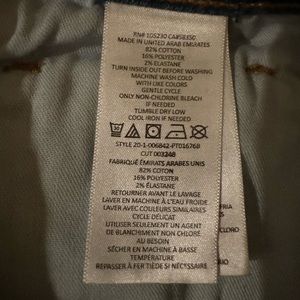 RN# 105230 CA#58350
MADE IN UNITED ARAB EMIRATES
82% COTTON
16% POLYESTER
2% ELASTANE
TURN INSIDE OUT BEFORE WASHING
MACHINE WASH COLD
WITH LIKE COLORS
GENTLE CYCLE
ONLY NON-CHLORINE BLEACH
IF NEEDED
TUMBLE DRY LOW
COOL IRON IF NEEDED
STYLE 20-1-006842-PT01676B
CUT 003248
FABRIQUÉ ÉMIRATS ARABES UNIS
82% COTON
16% POLYESTER
2% ÉLASTANE
RETOURNER AVANT LE LAVAGE
LAVER EN MACHINE À L'EAU FROIDE
LAVER AVEC COULEURS SIMILAIRES
CYCLE DÉLICAT
UTILISER SEULEMENT UN AGENT
DE BLANCHIMENT NON CHLORÉ
AU BESOIN
SÉCHER EN MACHINE À BASSE
TEMPÉRATURE
REPASSER À FER TIÈDE SI NÉCESSAIRE